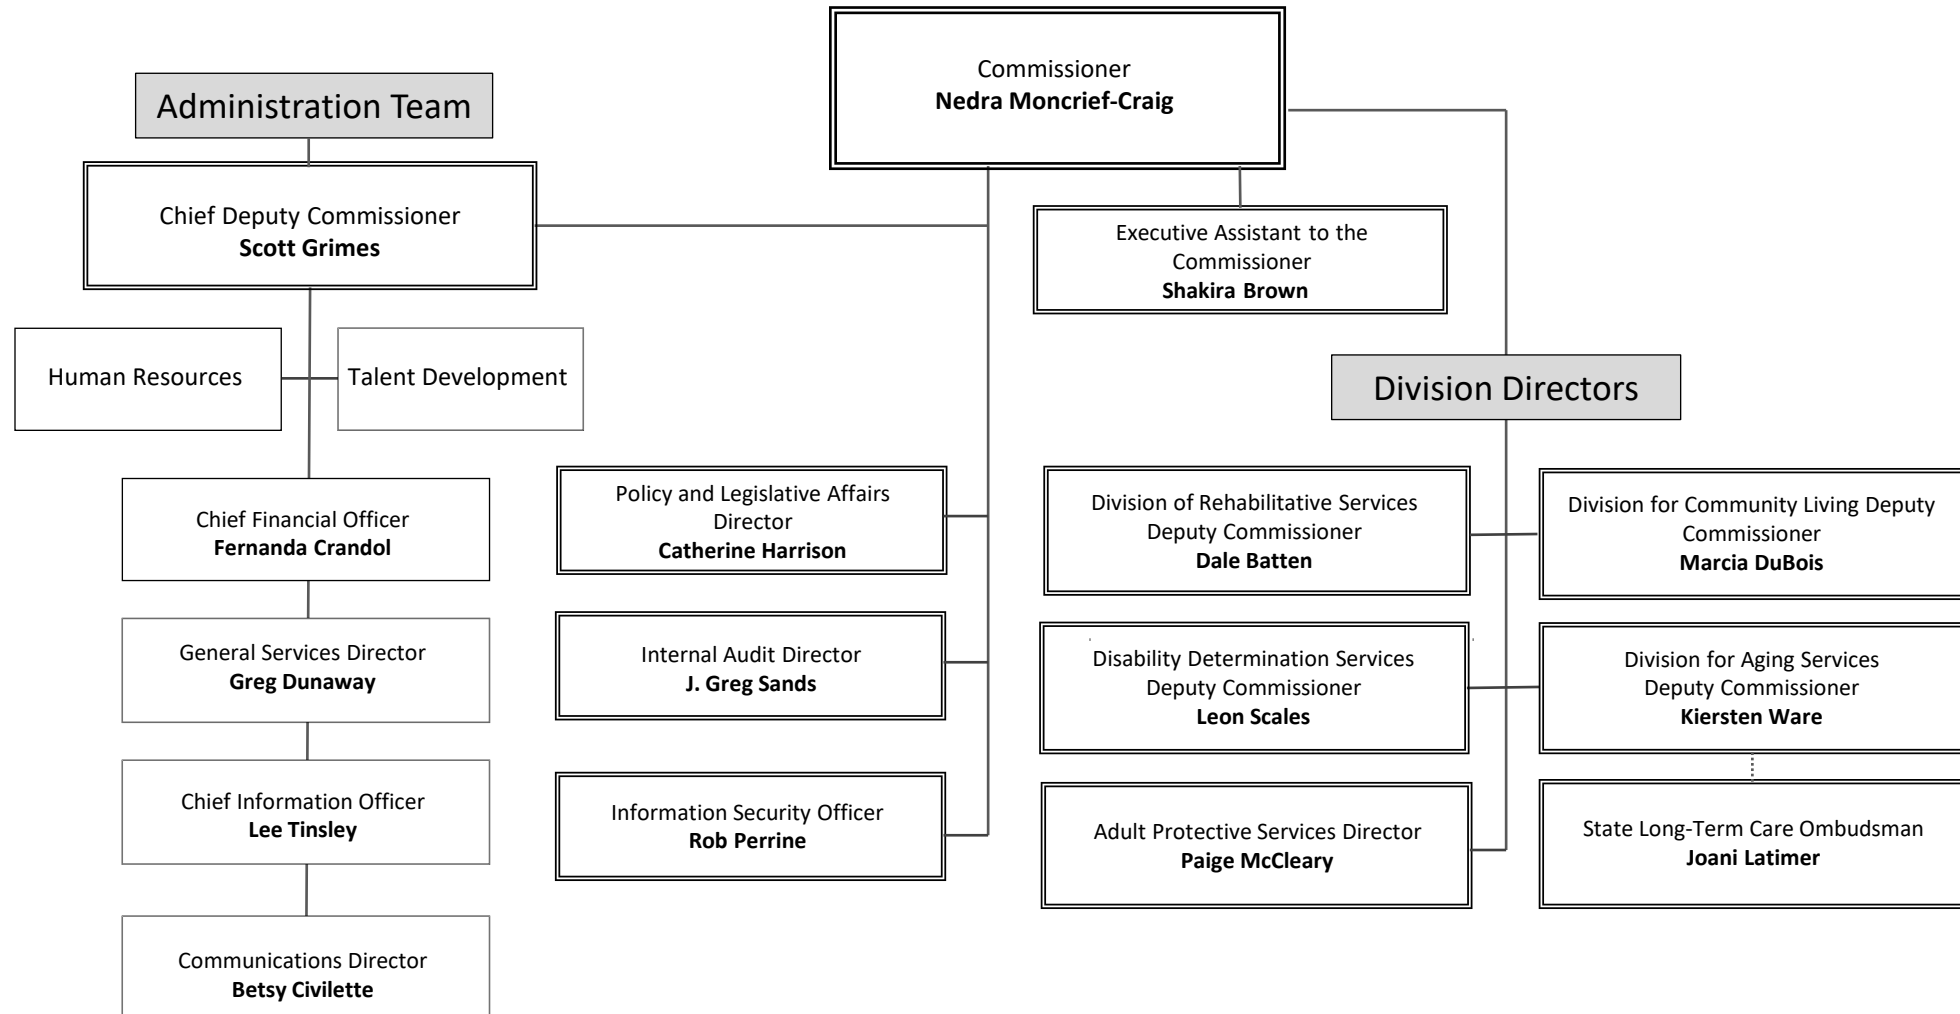 Commissioner
Nedra Moncrief-Craig
Administration Team
Chief Deputy Commissioner
Scott Grimes
Executive Assistant to the
Commissioner
Shakira Brown
Human Resources
Talent Development
Division Directors
Chief Financial Officer
Fernanda Crandol
General Services Director
Greg Dunaway
Chief Information Officer
Lee Tinsley
Communications Director
Betsy Civilette
Policy and Legislative Affairs
Director
Catherine Harrison
Internal Audit Director
J. Greg Sands
Information Security Officer
Rob Perrine
Division of Rehabilitative Services
Deputy Commissioner
Dale Batten
Division for Community Living Deputy
Commissioner
Marcia DuBois
Disability Determination Services
Deputy Commissioner
Leon Scales
Division for Aging Services
Deputy Commissioner
Kiersten Ware
Adult Protective Services Director
Paige McCleary
State Long-Term Care Ombudsman
Joani Latimer